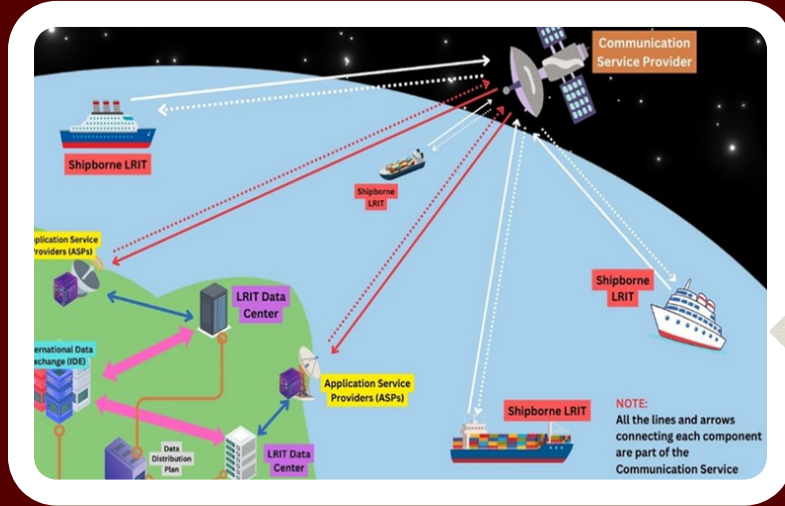 Communication
Service Provider
Shipborne LRIT
Shipborne
LRIT
pplication Service
Providers (ASPs)
LRIT Data
Center
Shipborne
LRIT
nternational Data
xchange (IDE)
Application Service
Providers (ASPs)
Shipborne LRIT
NOTE:
All the lines and arrows
connecting each component
are part of the
Communication Service
Data
Distribution
Plan
LRIT Data
Center